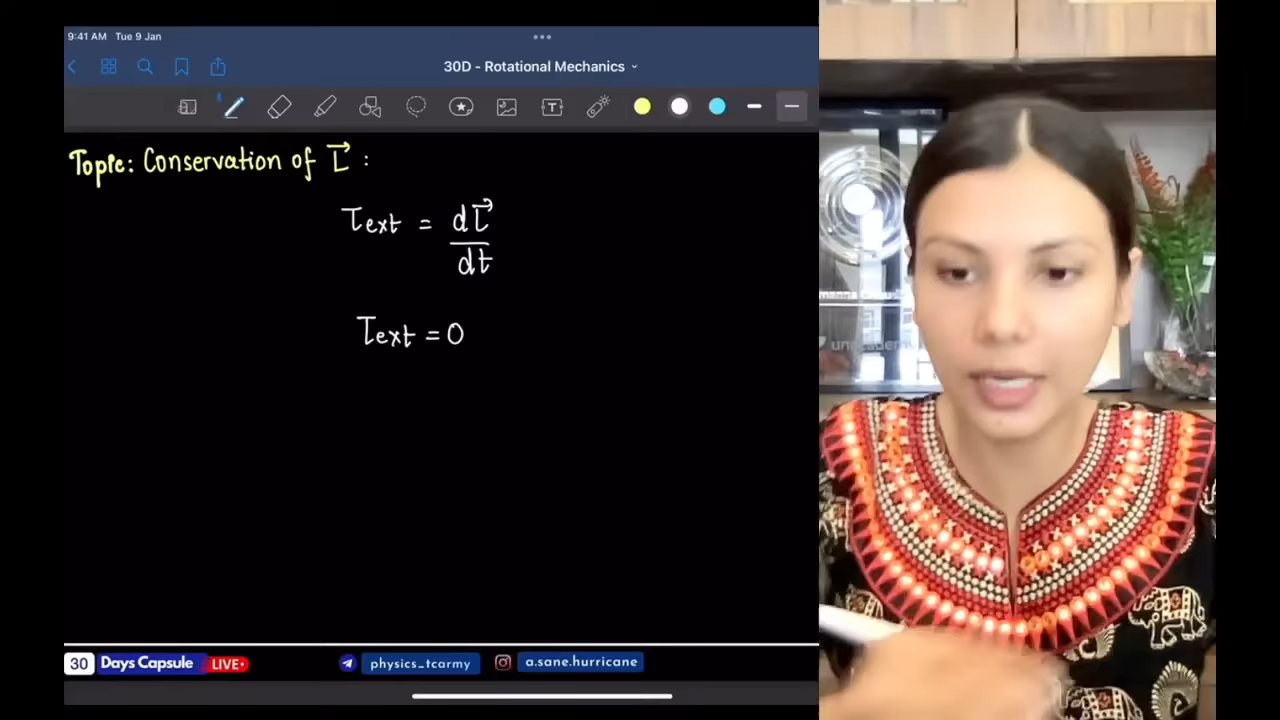 9:41 AM Tue 9 Jan
30D - Rotational Mechanics
Topic: Conservation of L⃗ :
τext = dL⃗/dt
τext = 0
30 Days Capsule LIVE
physics_tcarmy
a.sane.hurricane